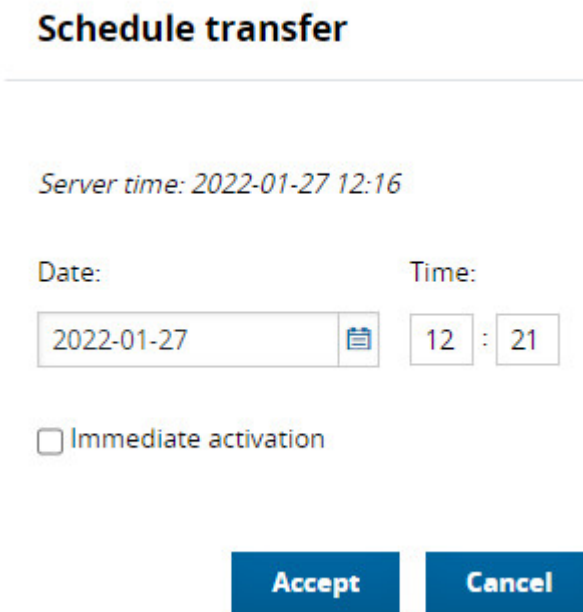 Schedule transfer
Server time: 2022-01-27 12:16
Date: Time:
2022-01-27 12 : 21
Immediate activation
Accept Cancel